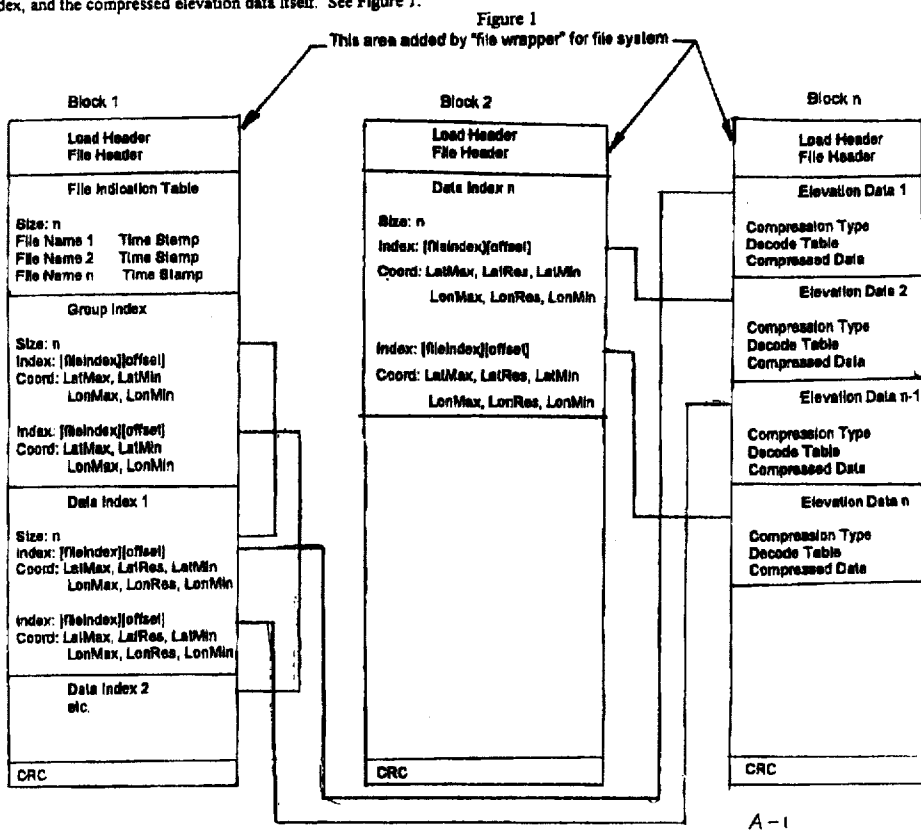 dex, and the compressed elevation data itself. See Figure 1.
Figure 1
This area added by "file wrapper" for file system
Block 1
Load Header
File Header
File Indication Table
Size: n
File Name 1 Time Stamp
File Name 2 Time Stamp
File Name n Time Stamp
Group Index
Size: n
Index: [fileIndex][offset]
Coord: LatMax, LatMin
LonMax, LonMin
Index: [fileIndex][offset]
Coord: LatMax, LatMin
LonMax, LonMin
Data Index 1
Size: n
Index: [fileIndex][offset]
Coord: LatMax, LatRes, LatMin
LonMax, LonRes, LonMin
Index: [fileIndex][offset]
Coord: LatMax, LatRes, LatMin
LonMax, LonRes, LonMin
Data Index 2
etc.
CRC
Block 2
Load Header
File Header
Data Index n
Size: n
Index: [fileIndex][offset]
Coord: LatMax, LatRes, LatMin
LonMax, LonRes, LonMin
Index: [fileIndex][offset]
Coord: LatMax, LatRes, LatMin
LonMax, LonRes, LonMin
CRC
Block n
Load Header
File Header
Elevation Data 1
Compression Type
Decode Table
Compressed Data
Elevation Data 2
Compression Type
Decode Table
Compressed Data
Elevation Data n-1
Compression Type
Decode Table
Compressed Data
Elevation Data n
Compression Type
Decode Table
Compressed Data
CRC
A-1